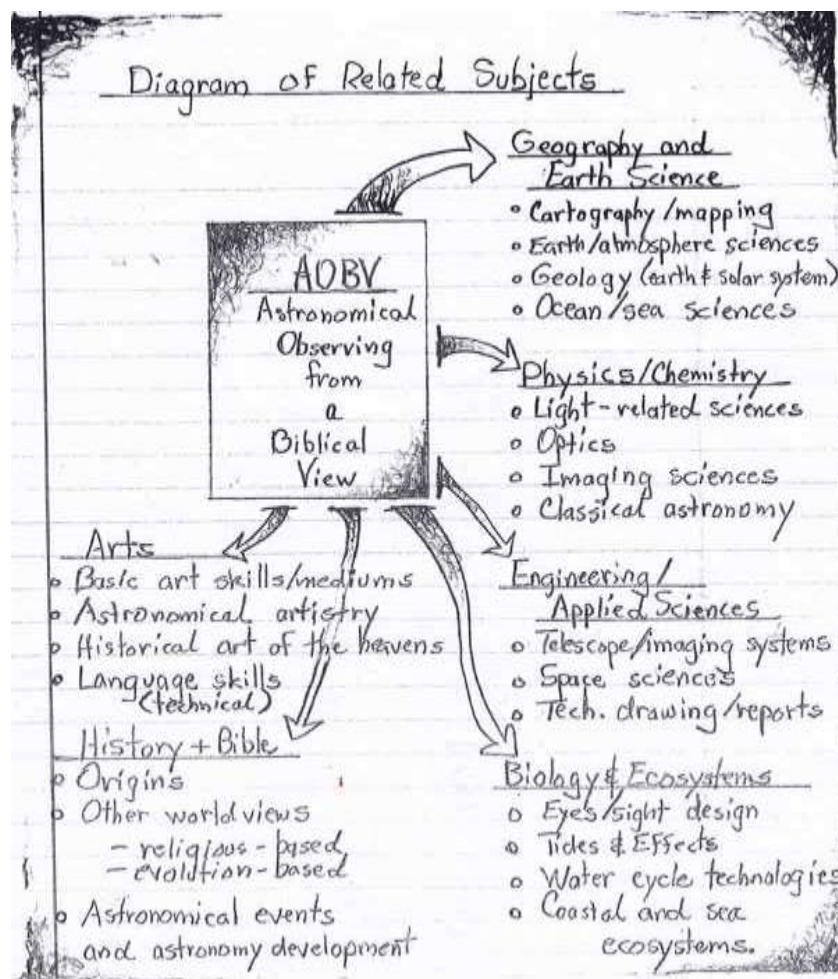 Diagram of Related Subjects
AOBV
Astronomical
Observing
from
a
Biblical
View
Geography and
Earth Science
° Cartography/mapping
° Earth/atmosphere sciences
° Geology (earth & solar system)
° Ocean/sea sciences
Physics/Chemistry
° Light-related sciences
° Optics
° Imaging sciences
° Classical astronomy
Engineering/
Applied Sciences
° Telescope/imaging systems
° Space sciences
° Tech. drawing/reports
Biology & Ecosystems
° Eyes/sight design
° Tides & Effects
° Water cycle technologies
° Coastal and sea
ecosystems.
Arts
° Basic art skills/mediums
° Astronomical artistry
° Historical art of the heavens
° Language skills
(technical)
History + Bible
° Origins
° Other world views
- religious-based
- evolution-based
° Astronomical events
and astronomy development